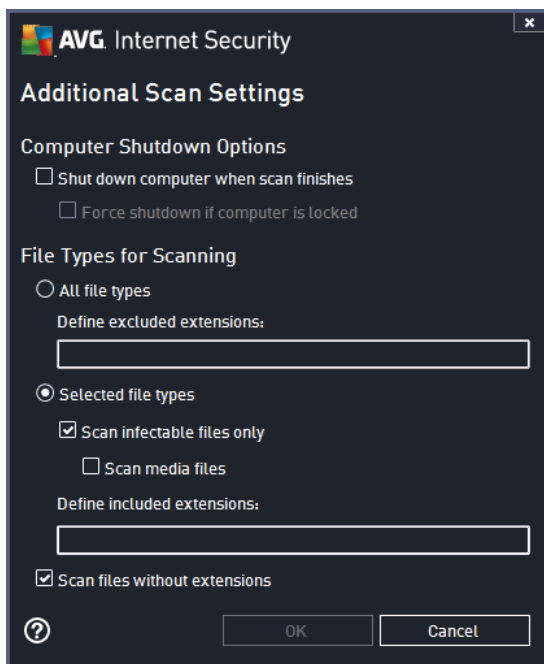 AVG. Internet Security
Additional Scan Settings
Computer Shutdown Options
Shut down computer when scan finishes
Force shutdown if computer is locked
File Types for Scanning
All file types
Define excluded extensions:
Selected file types
Scan infectable files only
Scan media files
Define included extensions:
Scan files without extensions
?
OK
Cancel